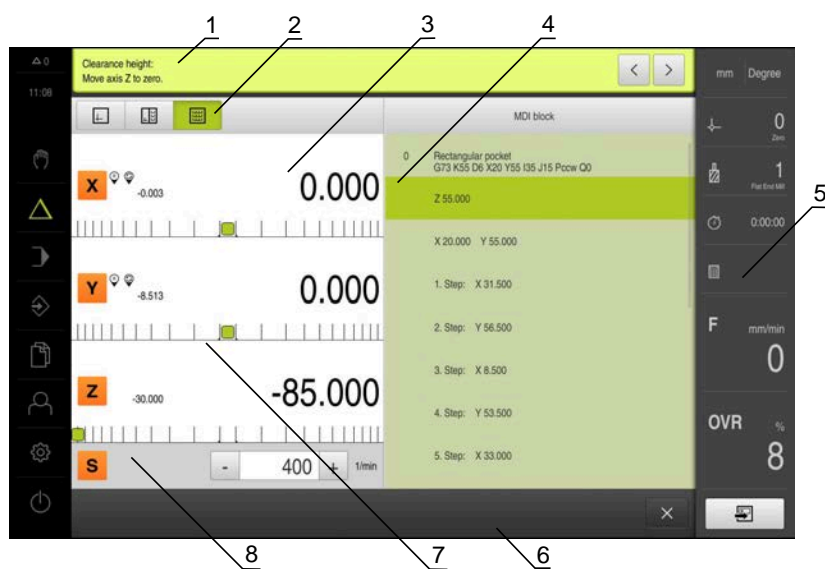 1
2
3
4
△ 0
Clearance height:
Move axis Z to zero.
< >
mm Degree
11:08
MDI block
0
Zero
0 Rectangular pocket
G73 K55 D6 X20 Y55 I35 J15 Pccw Q0
X -0.003 0.000
Z 55.000
1
Flat End Mill
5
0:00:00
X 20.000 Y 55.000
Y -8.513 0.000
1. Step: X 31.500
2. Step: Y 56.500
F mm/min
0
3. Step: X 8.500
Z -30.000 -85.000
4. Step: Y 53.500
OVR %
8
5. Step: X 33.000
S - 400 + 1/min
×
8
7
6